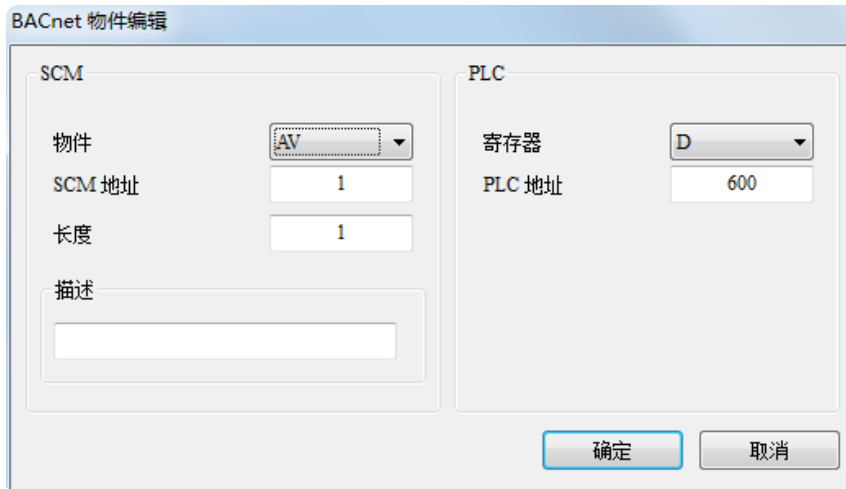 BACnet 物件编辑
SCM
物件 AV
SCM 地址 1
长度 1
描述
PLC
寄存器 D
PLC 地址 600
确定 取消